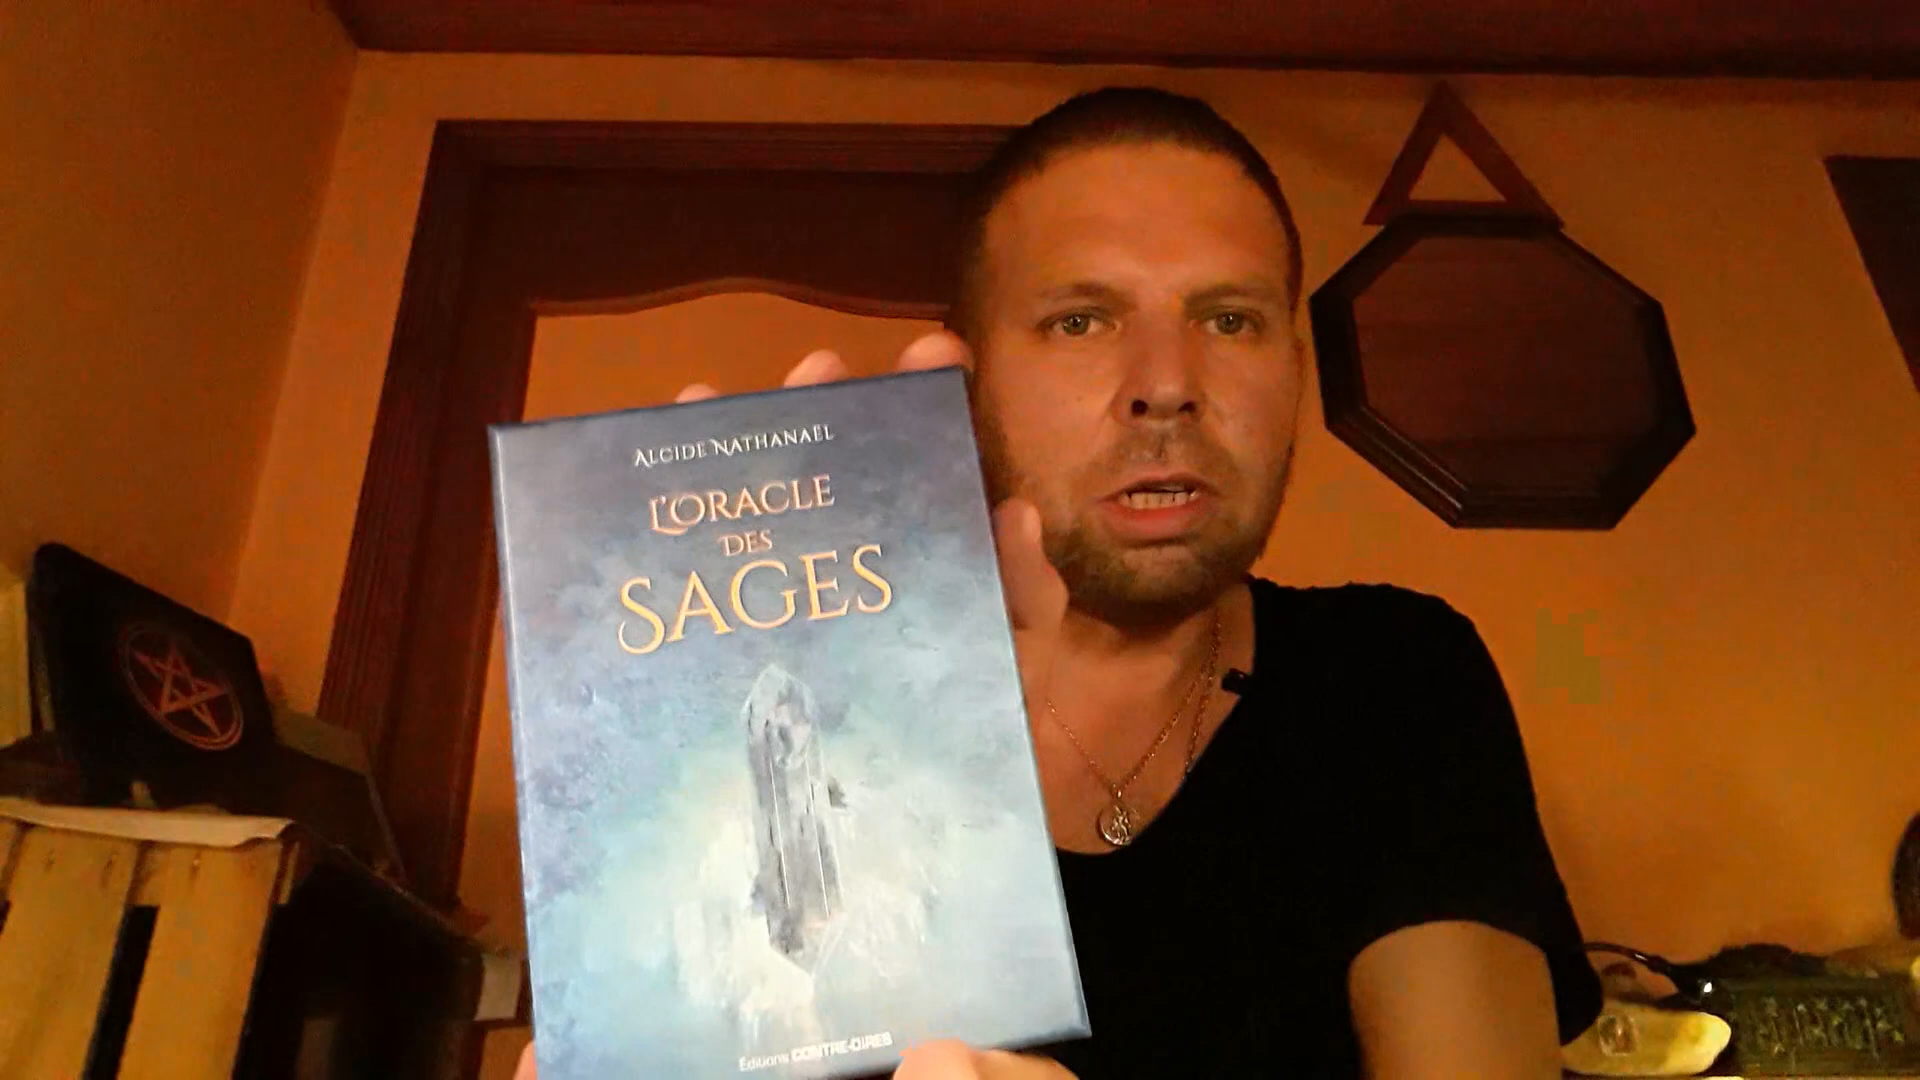 ALCIDE NATHANAËL
L'ORACLE
DES
SAGES
Éditions CONTRE-DIRES